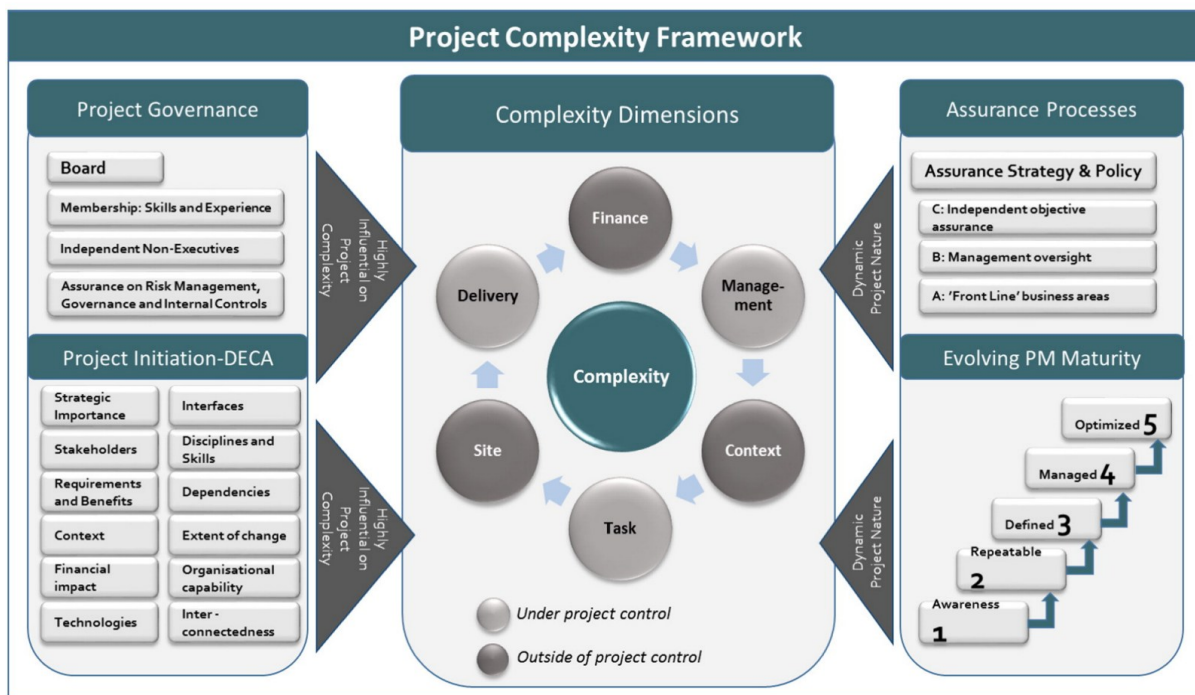 Project Complexity Framework
Project Governance
Board
Membership: Skills and Experience
Independent Non-Executives
Assurance on Risk Management,
Governance and Internal Controls
Project Initiation-DECA
Strategic
Importance
Interfaces
Stakeholders
Disciplines and
Skills
Requirements
and Benefits
Dependencies
Context
Extent of change
Financial
impact
Organisational
capability
Technologies
Inter -
connectedness
Highly
Influential on
Project
Complexity
Highly
Influential on
Project
Complexity
Complexity Dimensions
Finance
Manage-
ment
Context
Task
Site
Delivery
Complexity
Under project control
Outside of project control
Dynamic
Project Nature
Dynamic
Project Nature
Assurance Processes
Assurance Strategy & Policy
C: Independent objective
assurance
B: Management oversight
A: ‘Front Line’ business areas
Evolving PM Maturity
Optimized 5
Managed 4
Defined 3
Repeatable
2
Awareness
1